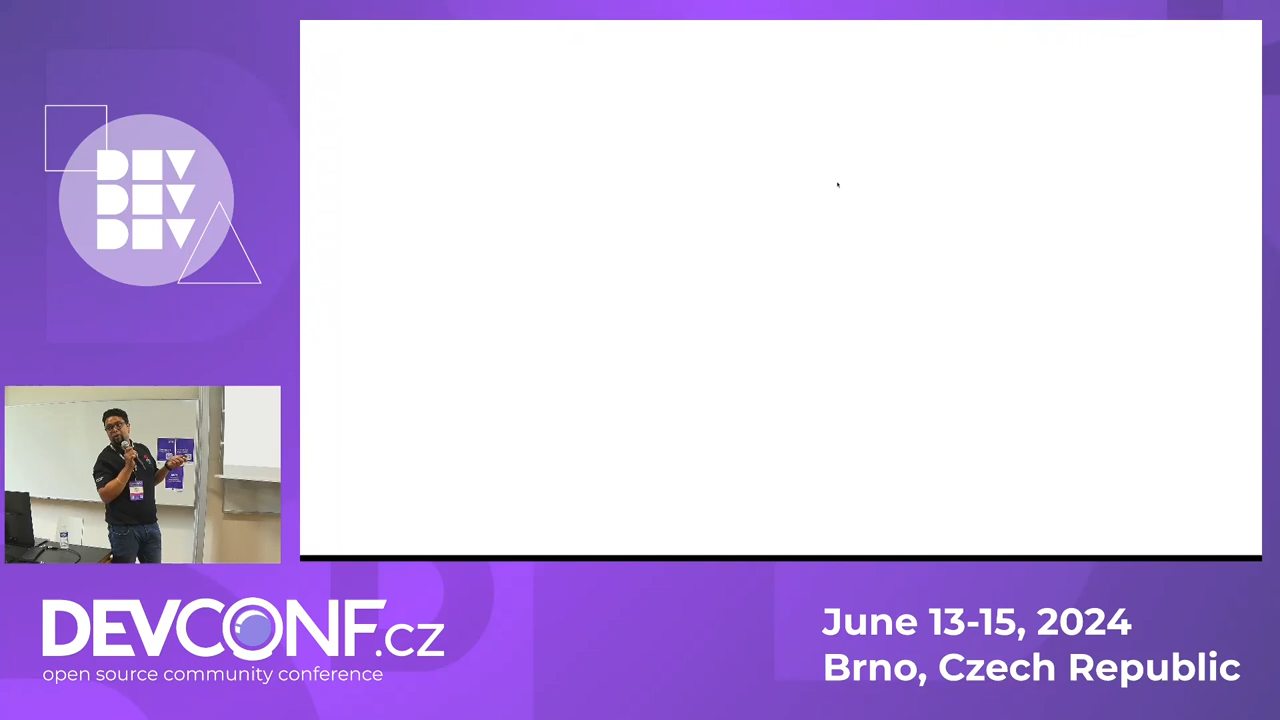 DEV
DEV
DEV
DEVCONF.cz
open source community conference
June 13-15, 2024
Brno, Czech Republic